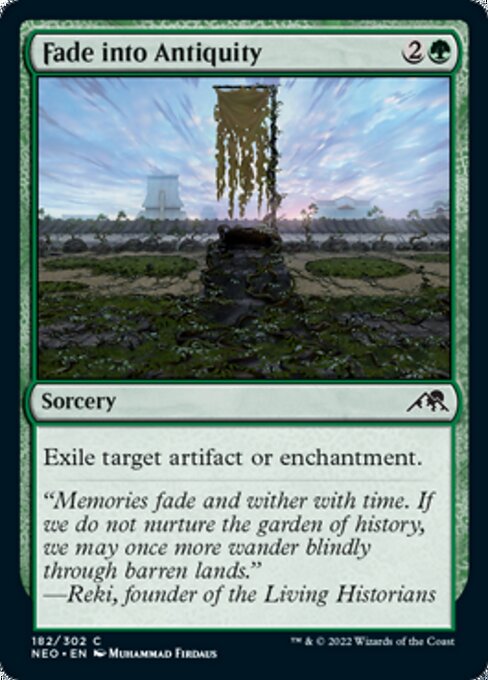 Fade into Antiquity 2
Sorcery
Exile target artifact or enchantment.
“Memories fade and wither with time. If
we do not nurture the garden of history,
we may once more wander blindly
through barren lands.”
—Reki, founder of the Living Historians
182/302 C
NEO • EN Muhammad Firdaus
™ & © 2022 Wizards of the Coast